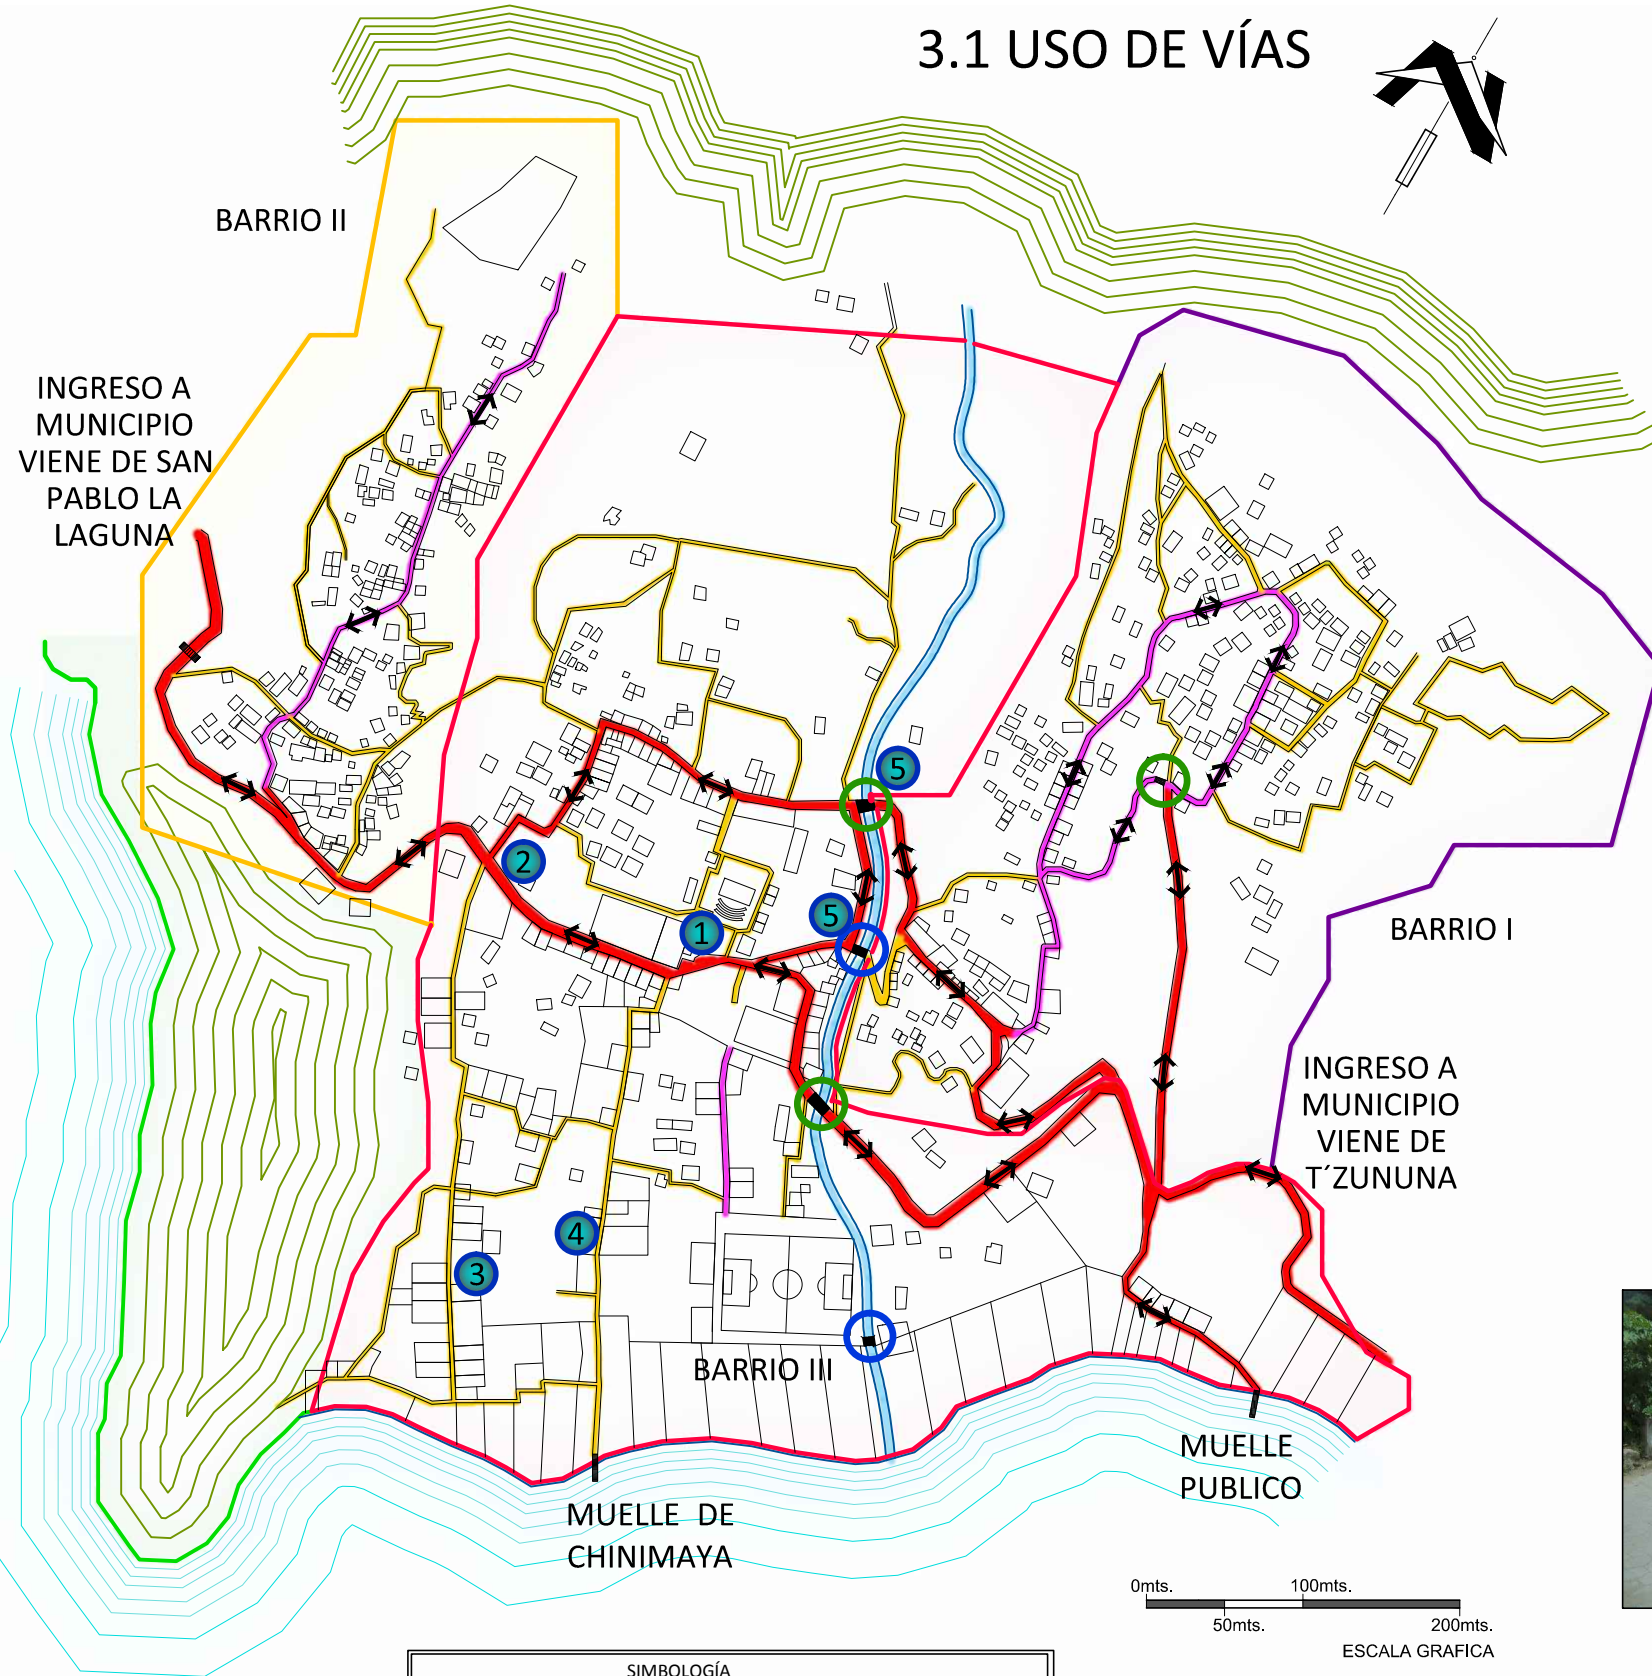 3.1 USO DE VÍAS
BARRIO II
INGRESO A
MUNICIPIO
VIENE DE SAN
PABLO LA
LAGUNA
5
2
5
1
BARRIO I
INGRESO A
MUNICIPIO
VIENE DE
T´ZUNUNA
4
3
BARRIO III
MUELLE
PUBLICO
MUELLE DE
CHINIMAYA
0mts.
100mts.
50mts.
200mts.
ESCALA GRAFICA
SIMBOLOGÍA